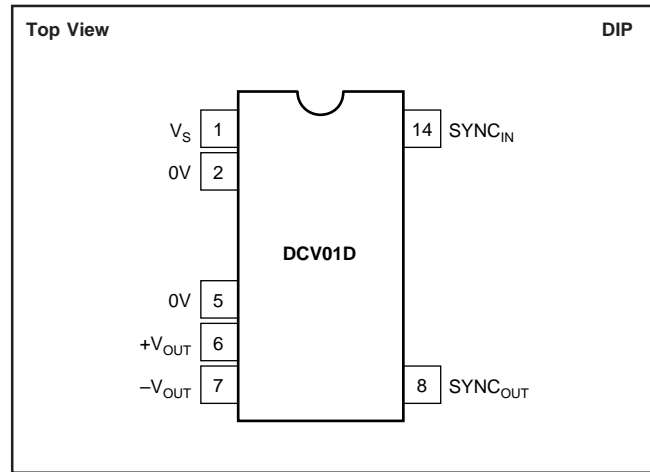 Top View DIP
V_S 1 14 SYNC_IN
0V 2
DCV01D
0V 5
+V_OUT 6
–V_OUT 7 8 SYNC_OUT